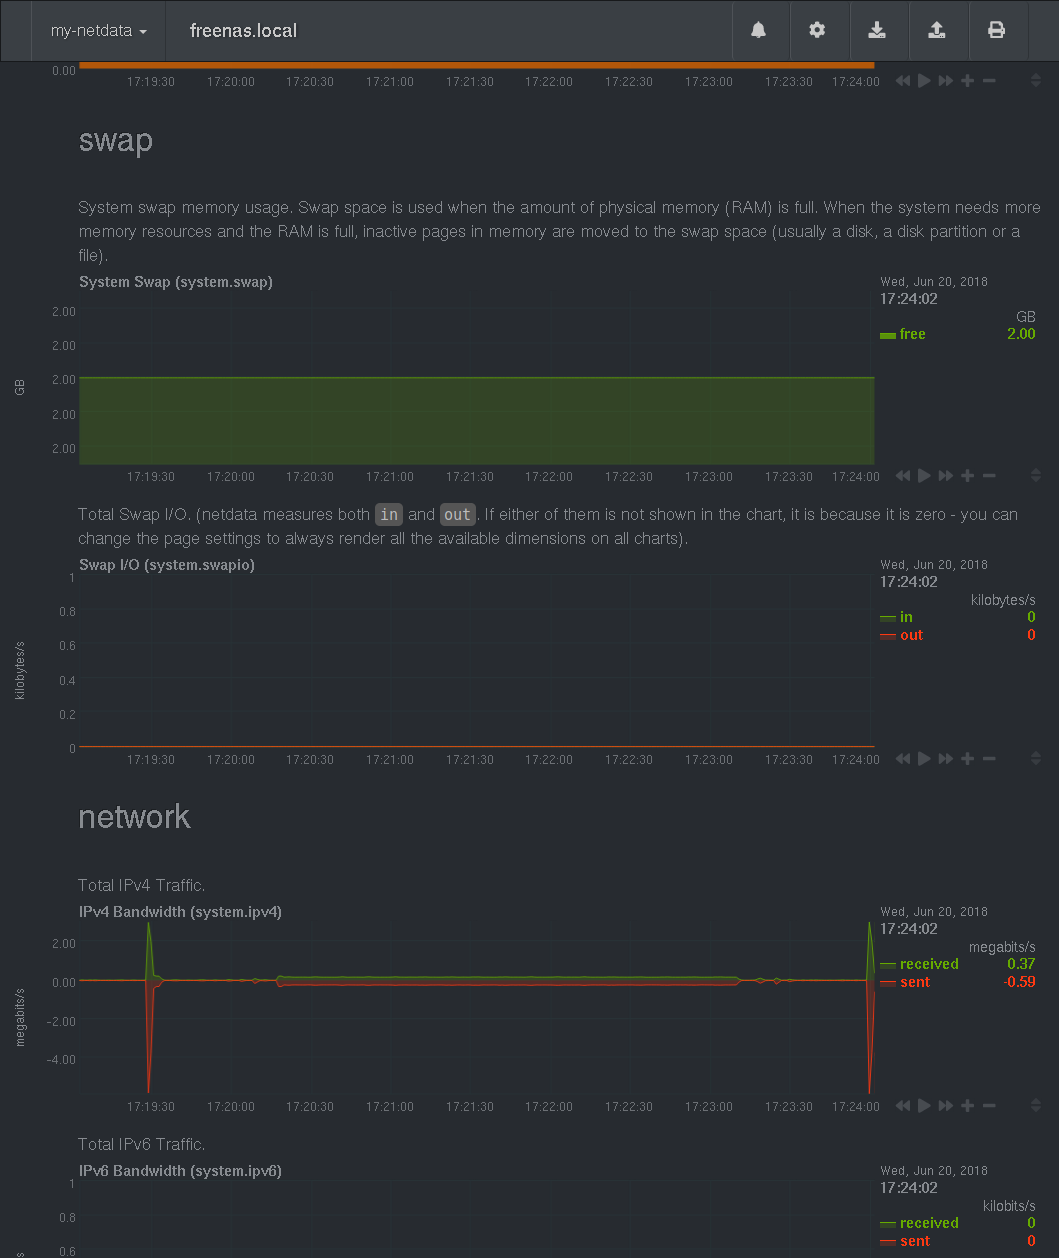 my-netdata freenas.local
0.00
17:19:30 17:20:00 17:20:30 17:21:00 17:21:30 17:22:00 17:22:30 17:23:00 17:23:30 17:24:00
swap
System swap memory usage. Swap space is used when the amount of physical memory (RAM) is full. When the system needs more
memory resources and the RAM is full, inactive pages in memory are moved to the swap space (usually a disk, a disk partition or a
file).
System Swap (system.swap)
Wed, Jun 20, 2018
17:24:02
GB
free 2.00
2.00
2.00
2.00
2.00
2.00
GB
17:19:30 17:20:00 17:20:30 17:21:00 17:21:30 17:22:00 17:22:30 17:23:00 17:23:30 17:24:00
Total Swap I/O. (netdata measures both in and out. If either of them is not shown in the chart, it is because it is zero - you can
change the page settings to always render all the available dimensions on all charts).
Swap I/O (system.swapio)
Wed, Jun 20, 2018
17:24:02
kilobytes/s
in 0
out 0
1
0.8
0.6
0.4
0.2
0
kilobytes/s
17:19:30 17:20:00 17:20:30 17:21:00 17:21:30 17:22:00 17:22:30 17:23:00 17:23:30 17:24:00
network
Total IPv4 Traffic.
IPv4 Bandwidth (system.ipv4)
Wed, Jun 20, 2018
17:24:02
megabits/s
received 0.37
sent -0.59
2.00
0.00
-2.00
-4.00
megabits/s
17:19:30 17:20:00 17:20:30 17:21:00 17:21:30 17:22:00 17:22:30 17:23:00 17:23:30 17:24:00
Total IPv6 Traffic.
IPv6 Bandwidth (system.ipv6)
Wed, Jun 20, 2018
17:24:02
kilobits/s
received 0
sent 0
1
0.8
0.6